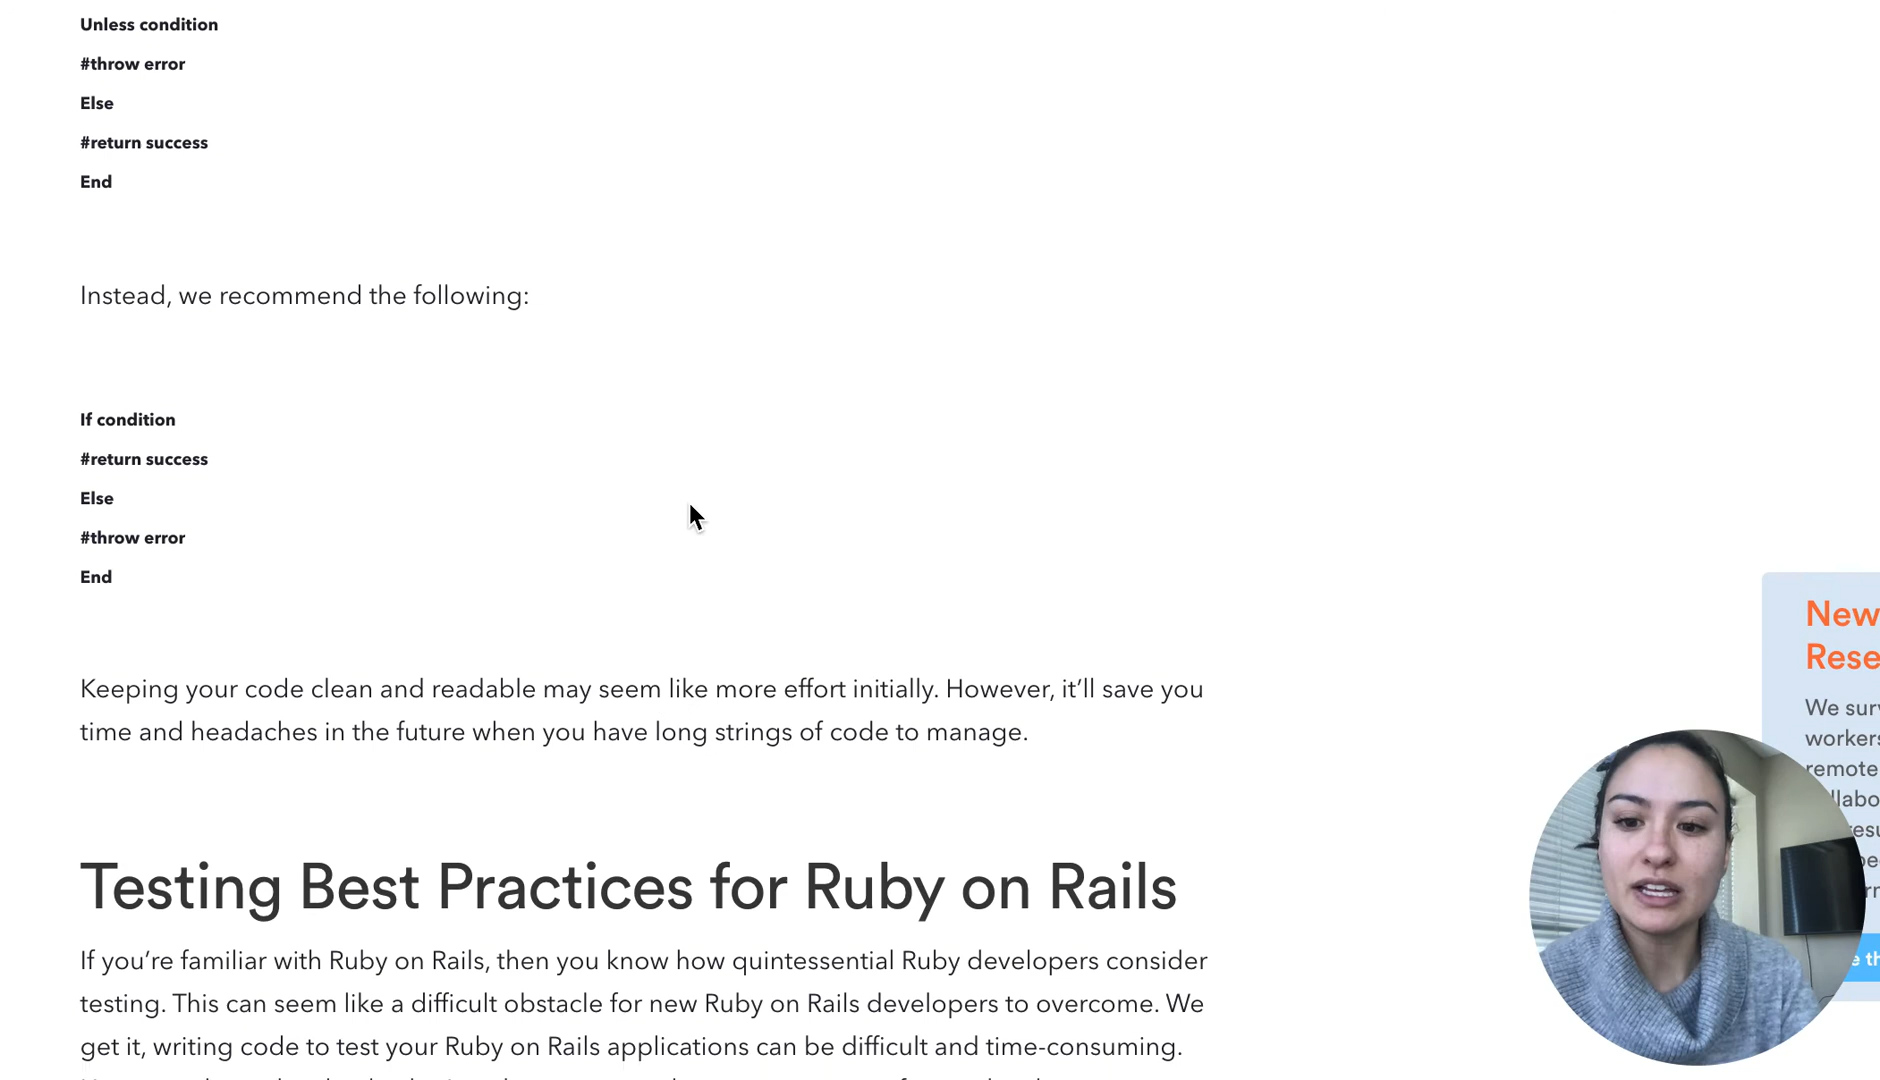 Unless condition
#throw error
Else
#return success
End
Instead, we recommend the following:
If condition
#return success
Else
#throw error
End
Keeping your code clean and readable may seem like more effort initially. However, it’ll save you
time and headaches in the future when you have long strings of code to manage.
Testing Best Practices for Ruby on Rails
If you’re familiar with Ruby on Rails, then you know how quintessential Ruby developers consider
testing. This can seem like a difficult obstacle for new Ruby on Rails developers to overcome. We
get it, writing code to test your Ruby on Rails applications can be difficult and time-consuming.
New
Rese
We surv
workers
remote